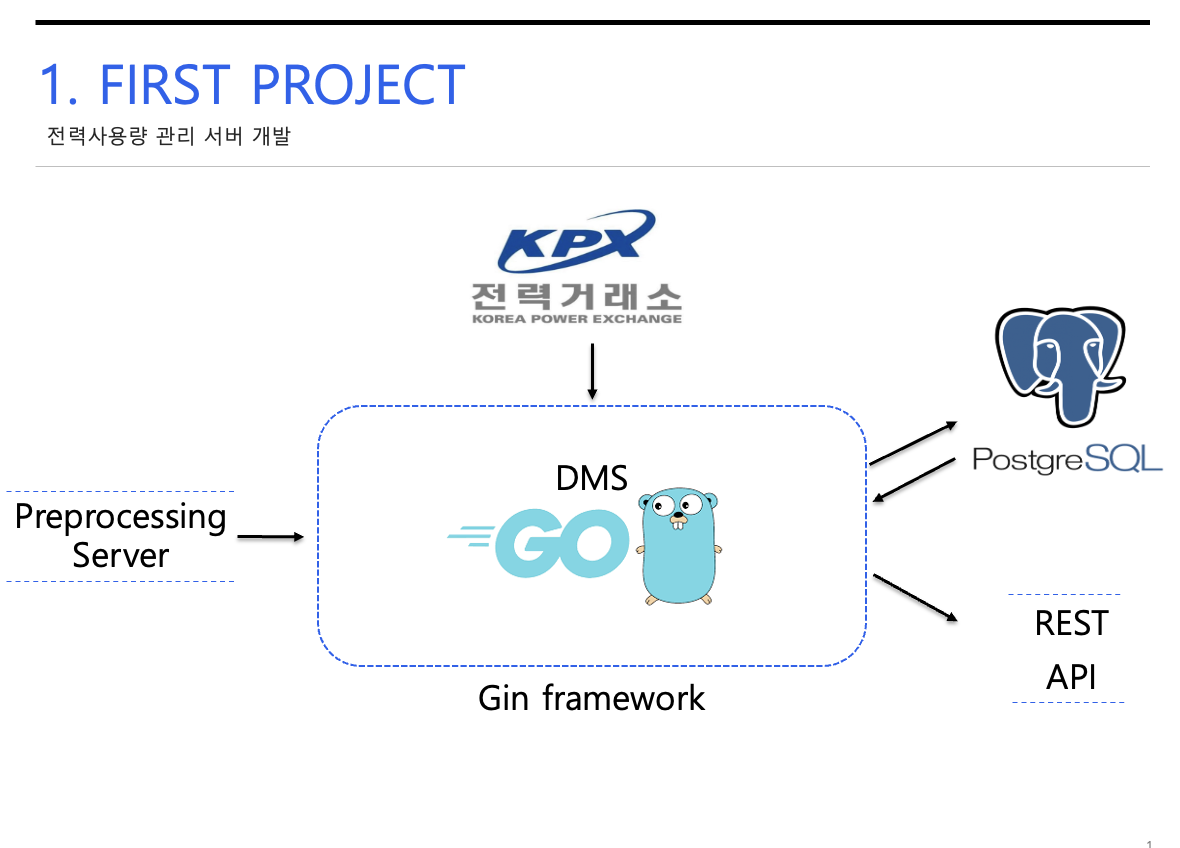 1. FIRST PROJECT
전력사용량 관리 서버 개발
KPX
전력거래소
KOREA POWER EXCHANGE
PostgreSQL
DMS
GO
Preprocessing
Server
REST
API
Gin framework
1